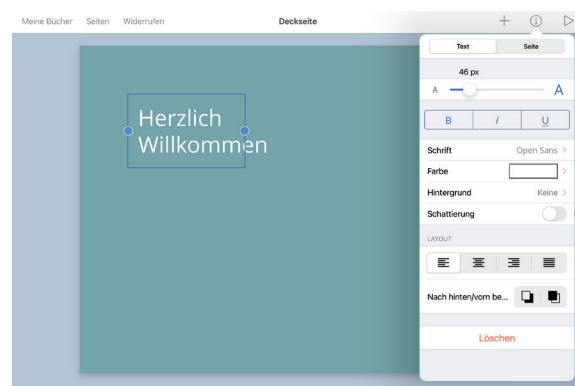 Meine Bücher Seiten Widerrufen Deckseite
Text Seite
46 px
A A
B I U
Herzlich
Willkommen
Schrift Open Sans >
Farbe >
Hintergrund Keine >
Schattierung
LAYOUT
Nach hinten/vorn be...
Löschen